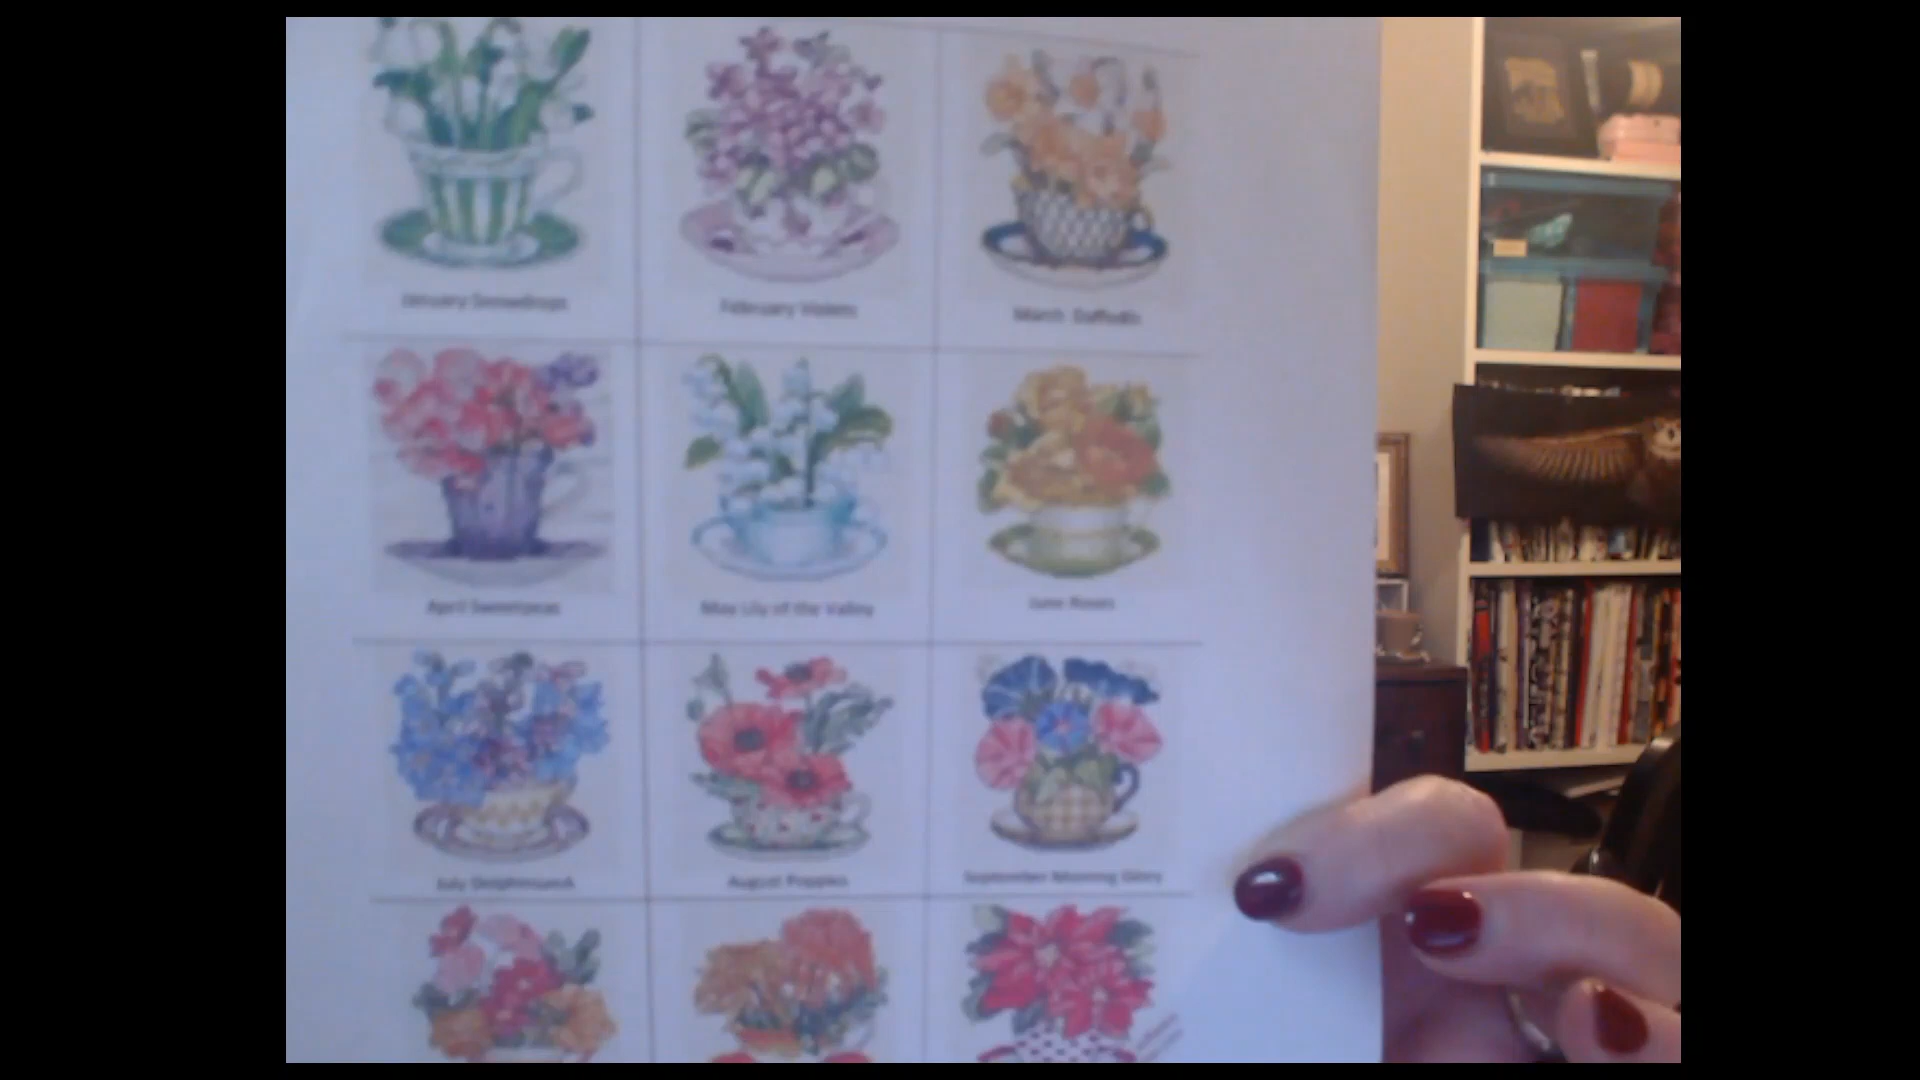 January Snowdrops
February Violets
March Daffodils
April Sweetpeas
May Lily of the Valley
June Roses
July Delphinium
August Poppies
September Morning Glory